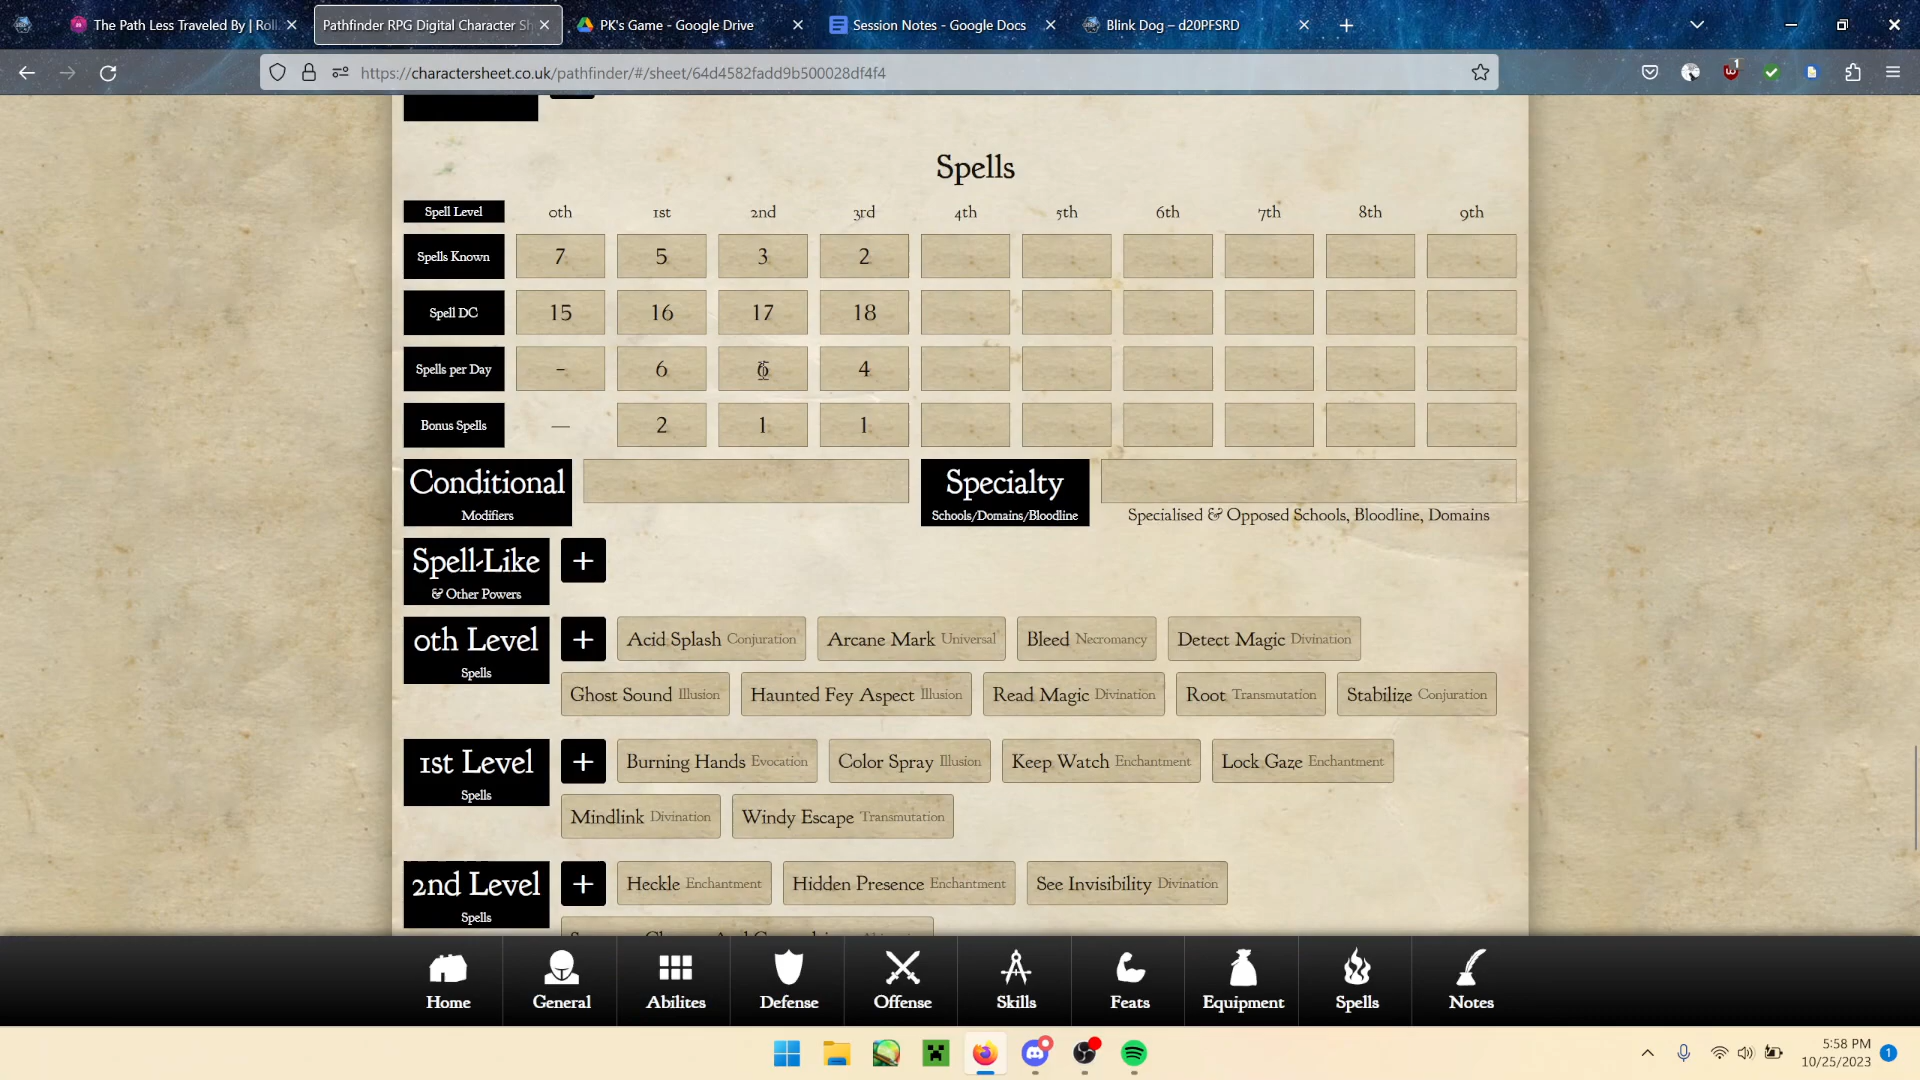 The Path Less Traveled By | Roll
Pathfinder RPG Digital Character Sh
PK's Game - Google Drive
Session Notes - Google Docs
Blink Dog – d20PFSRD
https://charactersheet.co.uk/pathfinder/#/sheet/64d4582fadd9b500028df4f4
1
Spells
Spell Level 0th 1st 2nd 3rd 4th 5th 6th 7th 8th 9th
Spells Known 7 5 3 2
Spell DC 15 16 17 18
Spells per Day - 6 4
Bonus Spells — 2 1 1
Conditional
Modifiers
Specialty
Schools/Domains/Bloodline
Specialised & Opposed Schools, Bloodline, Domains
Spell-Like
& Other Powers
+
0th Level
Spells
+ Acid Splash Conjuration Arcane Mark Universal Bleed Necromancy Detect Magic Divination
Ghost Sound Illusion Haunted Fey Aspect Illusion Read Magic Divination Root Transmutation Stabilize Conjuration
1st Level
Spells
+ Burning Hands Evocation Color Spray Illusion Keep Watch Enchantment Lock Gaze Enchantment
Mindlink Divination Windy Escape Transmutation
2nd Level
Spells
+ Heckle Enchantment Hidden Presence Enchantment See Invisibility Divination
Home General Abilites Defense Offense Skills Feats Equipment Spells Notes
5:58 PM
10/25/2023
1